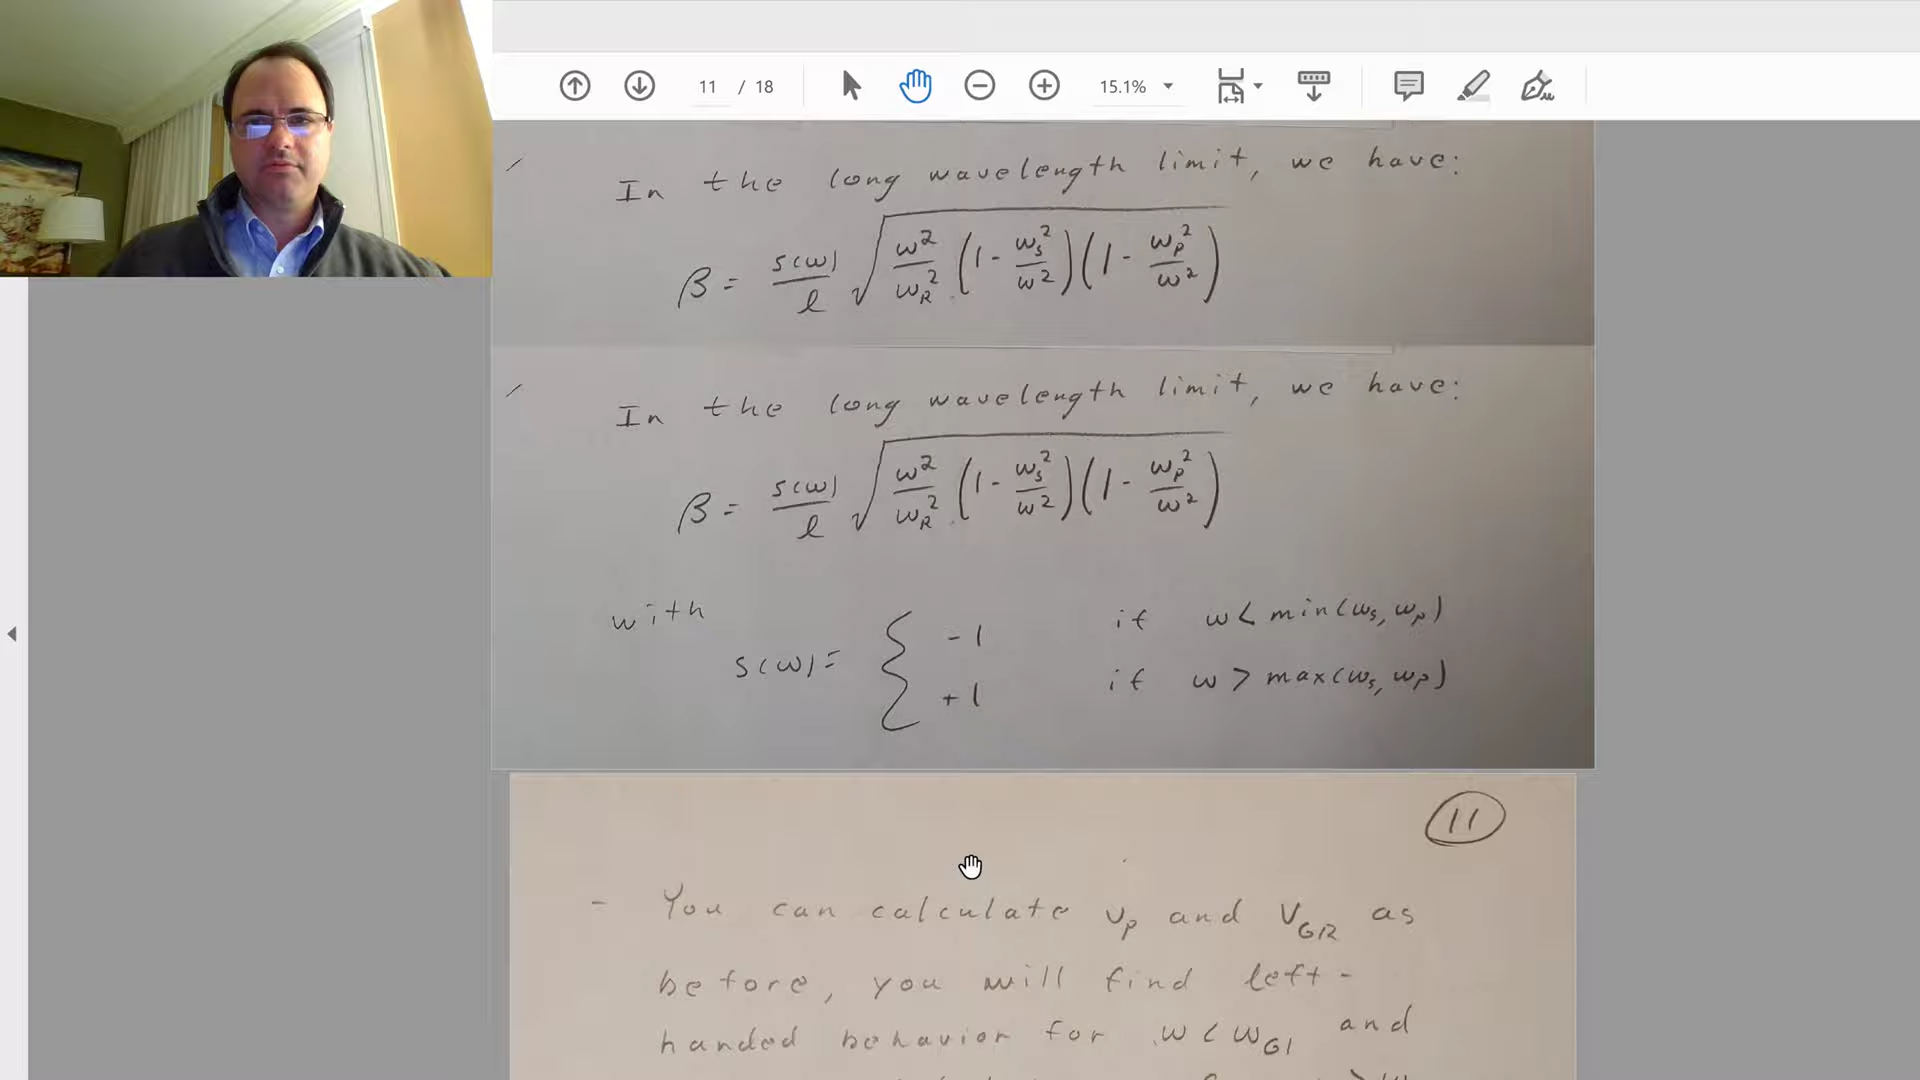 11 / 18
15.1%
In the long wavelength limit, we have:
β = s(ω)/l √(ω²/ω_R² (1 - ω_s²/ω²)(1 - ω_p²/ω²))
In the long wavelength limit, we have:
β = s(ω)/l √(ω²/ω_R² (1 - ω_s²/ω²)(1 - ω_p²/ω²))
with
s(ω) = { -1 if ω < min(ω_s, ω_p)
+1 if ω > max(ω_s, ω_p)
11
- You can calculate v_p and v_GR as
before, you will find left-
handed behavior for ω < ω_G1 and